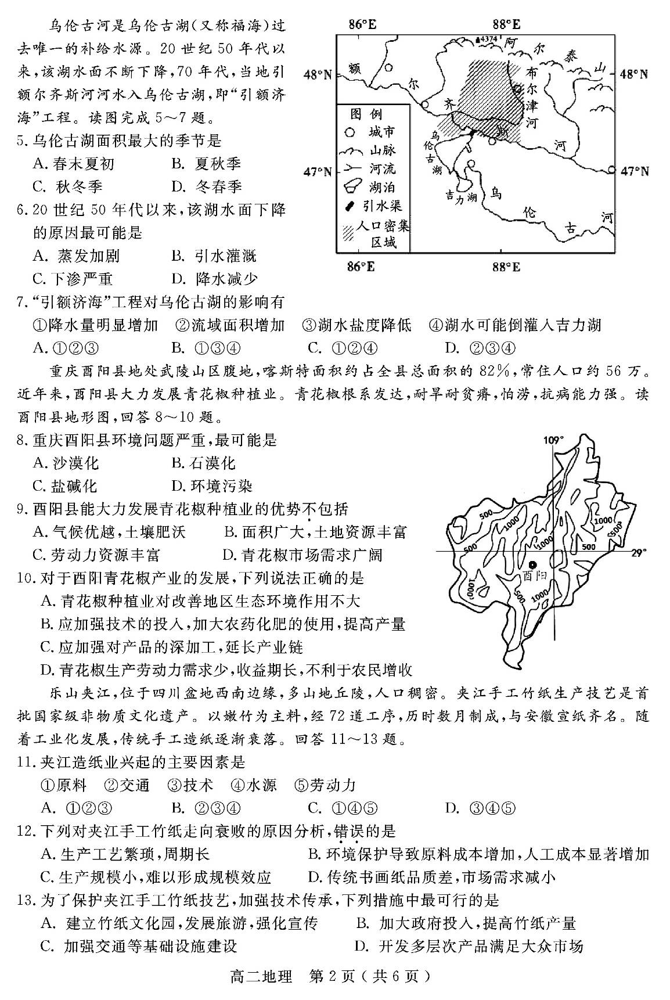 乌伦古河是乌伦古湖(又称福海)过
去唯一的补给水源。20 世纪 50 年代以
来,该湖水面不断下降,70 年代,当地引
额尔齐斯河河水入乌伦古湖,即“引额济
海”工程。读图完成 5～7 题。
5. 乌伦古湖面积最大的季节是
A. 春末夏初 B. 夏秋季
C. 秋冬季 D. 冬春季
6. 20 世纪 50 年代以来,该湖水面下降
的原因最可能是
A. 蒸发加剧 B. 引水灌溉
C. 下渗严重 D. 降水减少
86°E 88°E
4374 阿尔泰山
48°N 48°N
额尔齐斯河
布尔津河
图 例
城市
山脉
河流
湖泊
引水渠
人口密集
区域
乌伦古湖
47°N 47°N
吉力湖
乌伦古河
86°E 88°E
7. “引额济海”工程对乌伦古湖的影响有
①降水量明显增加 ②流域面积增加 ③湖水盐度降低 ④湖水可能倒灌入吉力湖
A. ①②③ B. ①③④ C. ①②④ D. ②③④
重庆酉阳县地处武陵山区腹地,喀斯特面积约占全县总面积的 82%,常住人口约 56 万。
近年来,酉阳县大力发展青花椒种植业。青花椒根系发达,耐旱耐贫瘠,怕涝,抗病能力强。读
酉阳县地形图,回答 8～10 题。
8. 重庆酉阳县环境问题严重,最可能是
A. 沙漠化 B. 石漠化
C. 盐碱化 D. 环境污染
9. 酉阳县能大力发展青花椒种植业的优势不包括
A. 气候优越,土壤肥沃 B. 面积广大,土地资源丰富
C. 劳动力资源丰富 D. 青花椒市场需求广阔
10. 对于酉阳青花椒产业的发展,下列说法正确的是
A. 青花椒种植业对改善地区生态环境作用不大
B. 应加强技术的投入,加大农药化肥的使用,提高产量
C. 应加强对产品的深加工,延长产业链
D. 青花椒生产劳动力需求少,收益期长,不利于农民增收
109°
500
1000
1000
500
500
1000
500
29°
酉阳
1000
500
1000
乐山夹江,位于四川盆地西南边缘,多山地丘陵,人口稠密。夹江手工竹纸生产技艺是首
批国家级非物质文化遗产。以嫩竹为主料,经 72 道工序,历时数月制成,与安徽宣纸齐名。随
着工业化发展,传统手工造纸逐渐衰落。回答 11～13 题。
11. 夹江造纸业兴起的主要因素是
①原料 ②交通 ③技术 ④水源 ⑤劳动力
A. ①②③ B. ②③④ C. ①④⑤ D. ③④⑤
12. 下列对夹江手工竹纸走向衰败的原因分析,错误的是
A. 生产工艺繁琐,周期长 B. 环境保护导致原料成本增加,人工成本显著增加
C. 生产规模小,难以形成规模效应 D. 传统书画纸品质差,市场需求减小
13. 为了保护夹江手工竹纸技艺,加强技术传承,下列措施中最可行的是
A. 建立竹纸文化园,发展旅游,强化宣传 B. 加大政府投入,提高竹纸产量
C. 加强交通等基础设施建设 D. 开发多层次产品满足大众市场
高二地理 第 2 页 ( 共 6 页 )